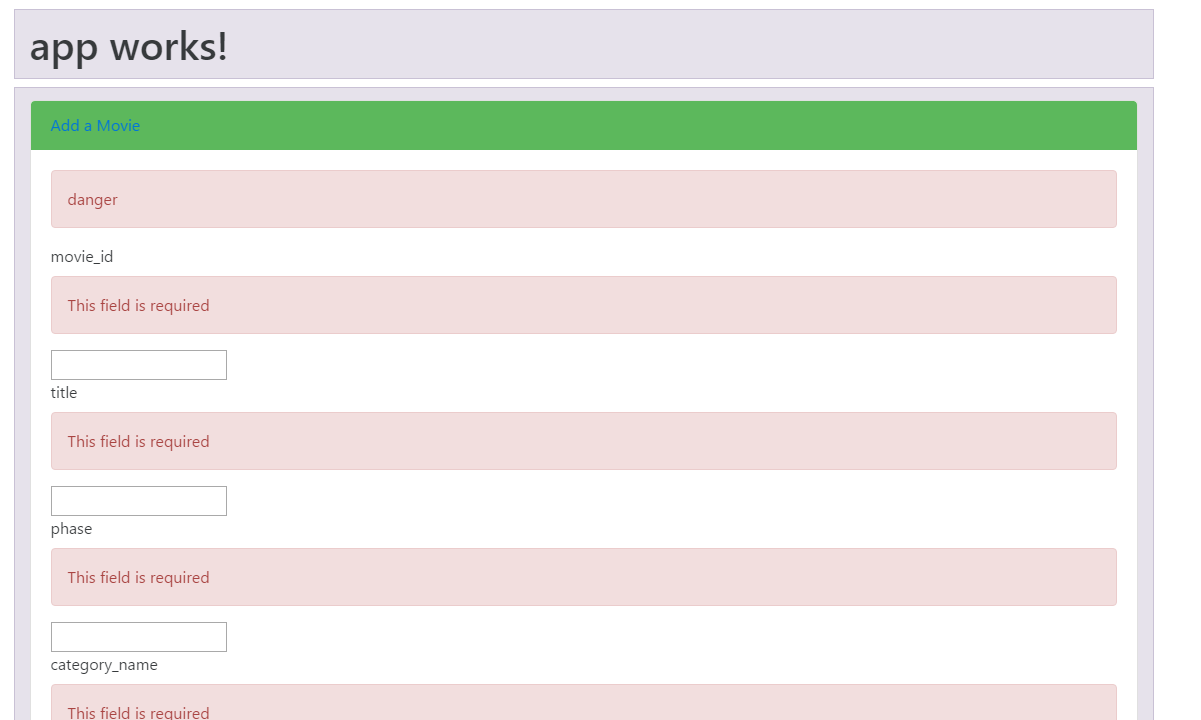 app works!
Add a Movie
danger
movie_id
This field is required
title
This field is required
phase
This field is required
category_name
This field is required